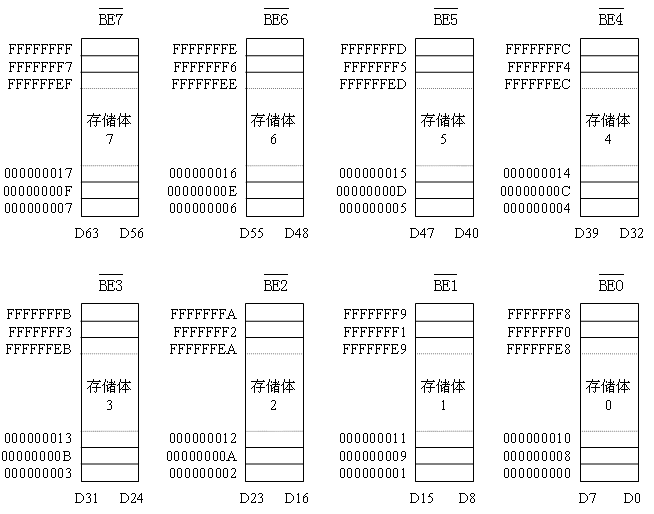 BE7 BE6 BE5 BE4
FFFFFFFF FFFFFFFE FFFFFFFD FFFFFFFC
FFFFFFF7 FFFFFFF6 FFFFFFF5 FFFFFFF4
FFFFFFEF FFFFFFEE FFFFFFED FFFFFFEC
存储体 存储体 存储体 存储体
7 6 5 4
000000017 000000016 000000015 000000014
00000000F 00000000E 00000000D 00000000C
000000007 000000006 000000005 000000004
D63 D56 D55 D48 D47 D40 D39 D32
BE3 BE2 BE1 BE0
FFFFFFFB FFFFFFFA FFFFFFF9 FFFFFFF8
FFFFFFF3 FFFFFFF2 FFFFFFF1 FFFFFFF0
FFFFFFEB FFFFFFEA FFFFFFE9 FFFFFFE8
存储体 存储体 存储体 存储体
3 2 1 0
000000013 000000012 000000011 000000010
00000000B 00000000A 000000009 000000008
000000003 000000002 000000001 000000000
D31 D24 D23 D16 D15 D8 D7 D0